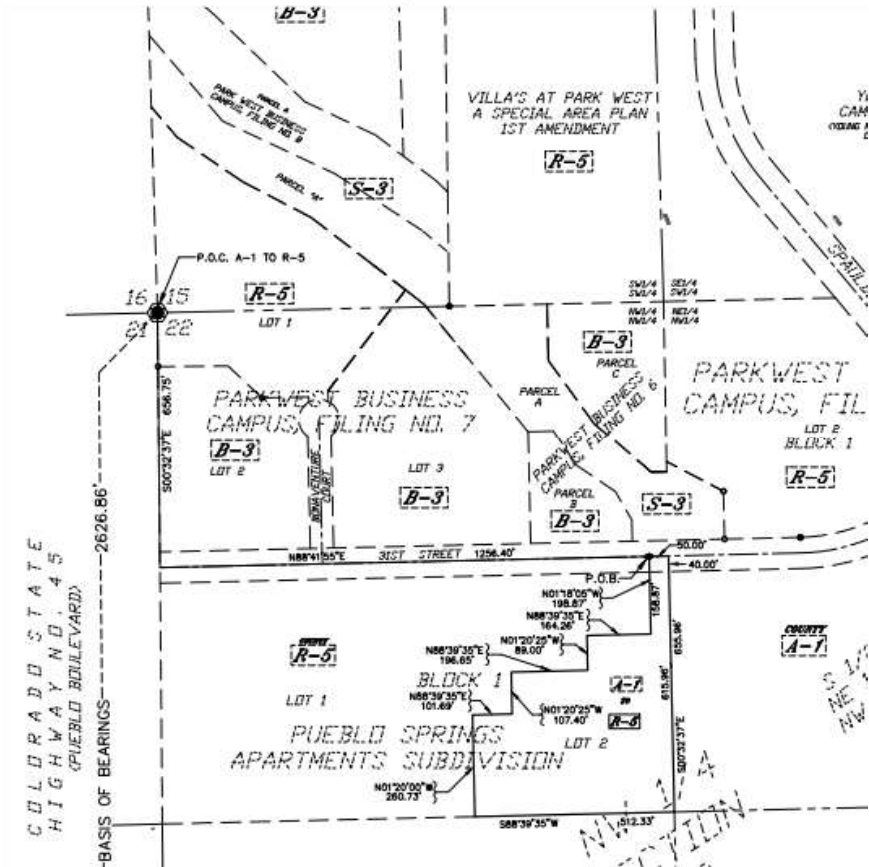 B-3
PARCEL A
PARK WEST BUSINESS
CAMPUS, FILING NO. 9
PARCEL "A"
S-3
VILLA'S AT PARK WEST
A SPECIAL AREA PLAN
1ST AMENDMENT
R-5
P.O.C. A-1 TO R-5
16 15
21 22
R-5
LOT 1
SW1/4 SE1/4
SW1/4 SW1/4
NW1/4 NE1/4
NW1/4 NW1/4
B-3
PARCEL
C
PARCEL
A
PARKWEST BUSINESS
CAMPUS, FILING NO. 6
PARKWEST
CAMPUS, FIL
LOT 2
BLOCK 1
R-5
PARKWEST BUSINESS
CAMPUS, FILING NO. 7
B-3
LOT 2
BONAVENTURE
COURT
LOT 3
B-3
PARCEL
B
B-3
S-3
S00°32'37"E 656.75'
N88°41'55"E 31ST STREET 1256.40'
50.00'
40.00'
P.O.B.
N01°18'05"W
198.87'
158.87'
N88°39'35"E
164.26'
N01°20'25"W
89.00'
N88°39'35"E
196.65'
N88°39'35"E
101.69'
N01°20'25"W
107.40'
N01°20'00"W
260.73'
S88°39'35"W 512.33'
S00°32'37"E 615.96' 655.96'
R-5
BLOCK 1
LOT 1
PUEBLO SPRINGS
APARTMENTS SUBDIVISION
A-1
R-5
LOT 2
COUNTY
A-1
S 1/
NE
NW
NW 1/4
COLORADO STATE
HIGHWAY NO. 45
(PUEBLO BOULEVARD)
BASIS OF BEARINGS 2626.86'